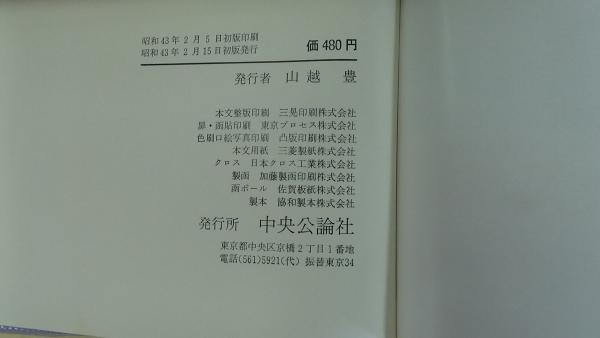 昭和43年2月5日初版印刷
昭和43年2月15日初版発行
価480円
発行者 山越 豊
本文整版印刷 三晃印刷株式会社
扉・函貼印刷 東京プロセス株式会社
色刷口絵写真印刷 凸版印刷株式会社
本文用紙 三菱製紙株式会社
クロス 日本クロス工業株式会社
製函 加藤製函印刷株式会社
函ボール 佐賀板紙株式会社
製本 協和製本株式会社
発行所 中央公論社
東京都中央区京橋2丁目1番地
電話(561)5921(代) 振替東京34